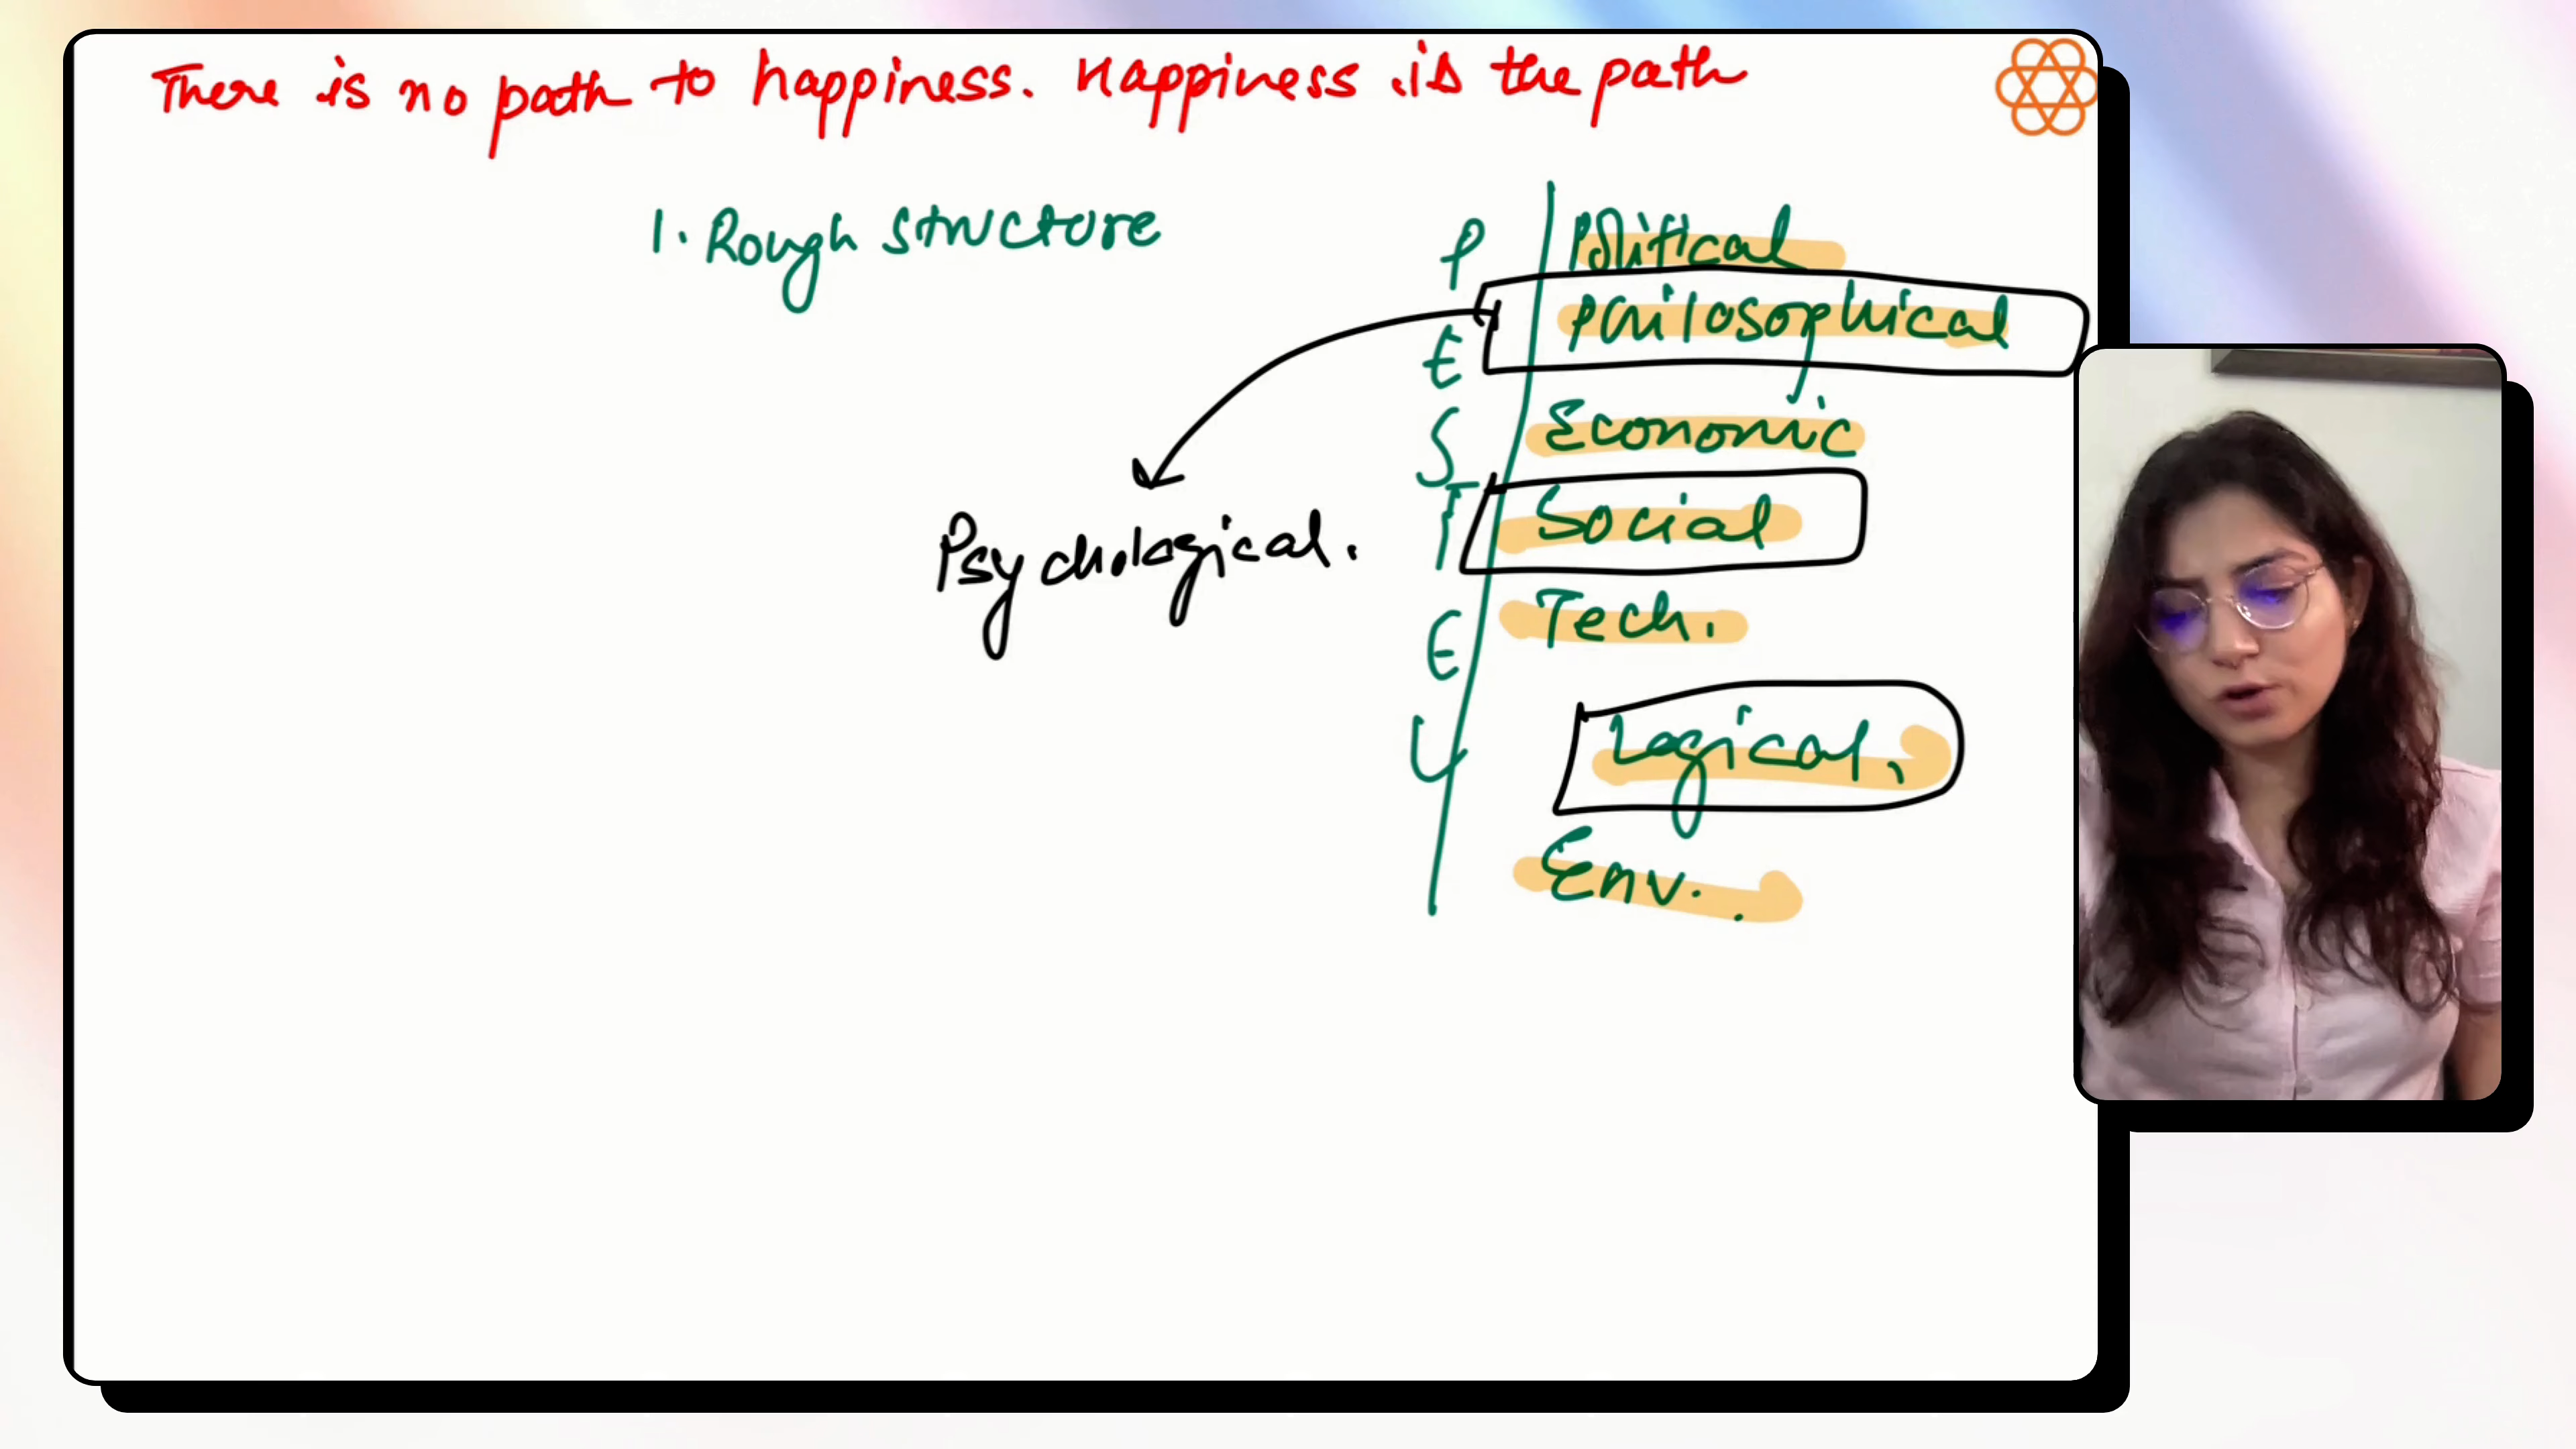 There is no path to happiness. Happiness is the path
1. Rough structure
P
Political
Philosophical
E
Economic
S
Social
T
Psychological.
Tech.
E
Logical.
L
Env.